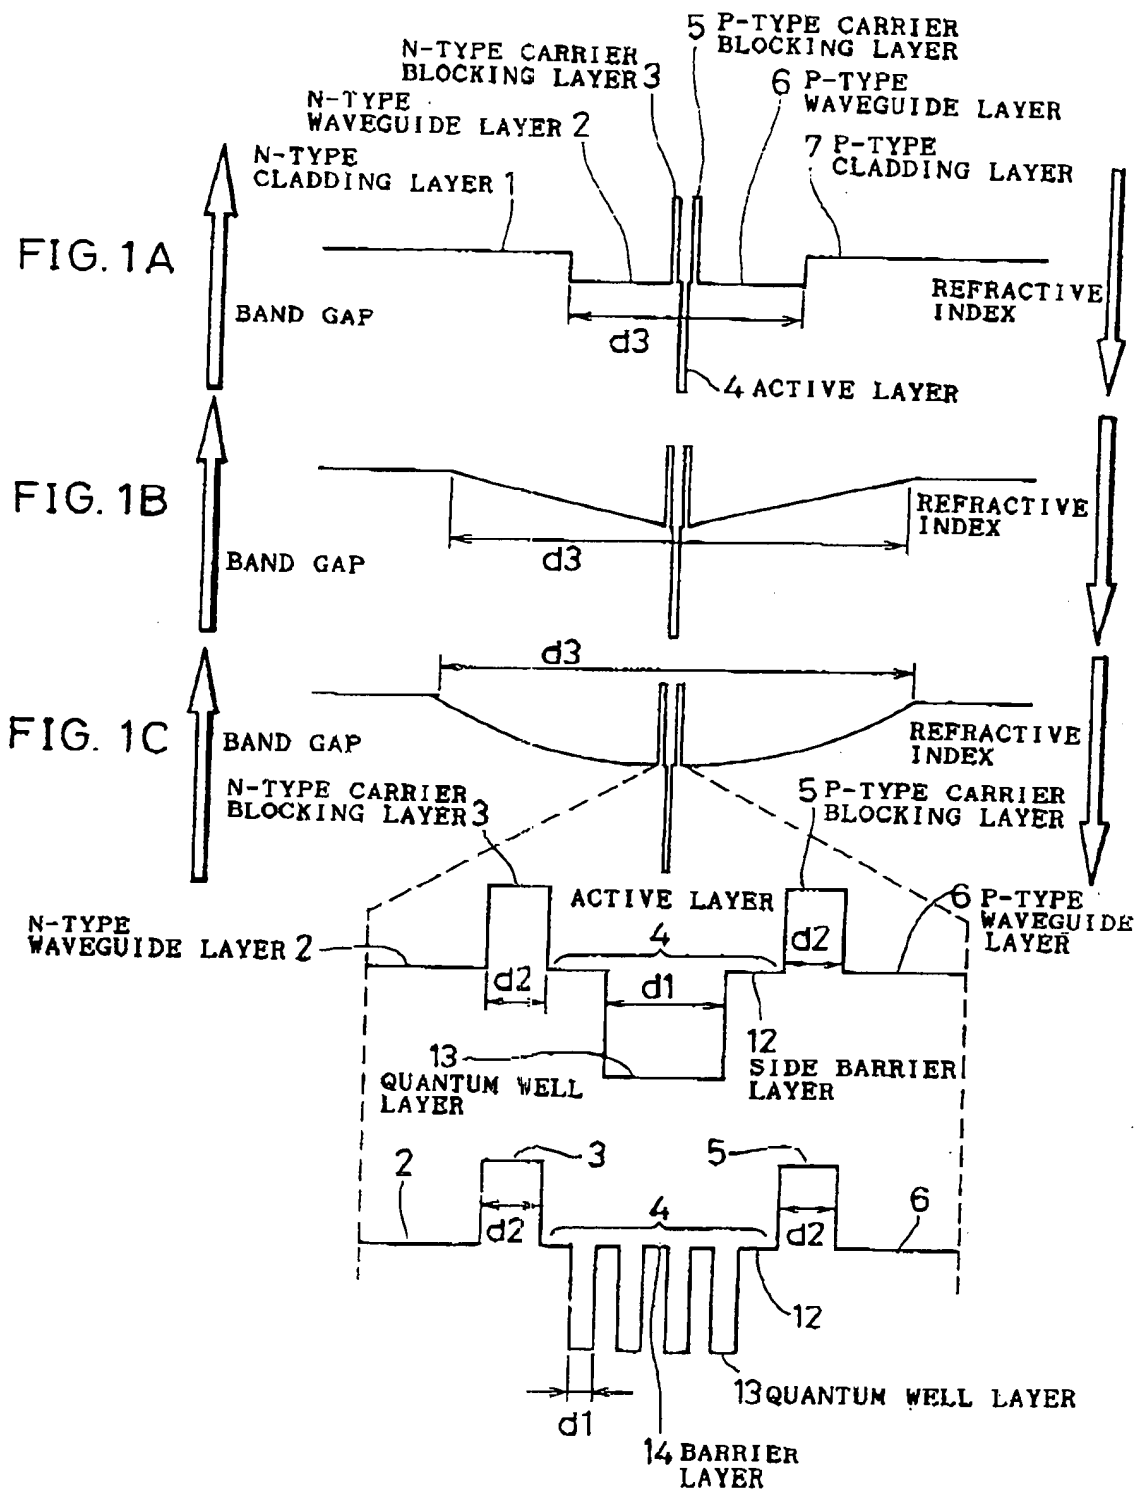 5 P-TYPE CARRIER
BLOCKING LAYER
N-TYPE CARRIER
BLOCKING LAYER 3
6 P-TYPE
WAVEGUIDE LAYER
N-TYPE
WAVEGUIDE LAYER 2
7 P-TYPE
CLADDING LAYER
N-TYPE
CLADDING LAYER 1
FIG. 1A
BAND GAP
REFRACTIVE
INDEX
d3
4 ACTIVE LAYER
FIG. 1B
REFRACTIVE
INDEX
BAND GAP
d3
d3
FIG. 1C
BAND GAP
REFRACTIVE
INDEX
N-TYPE CARRIER
BLOCKING LAYER 3
5 P-TYPE CARRIER
BLOCKING LAYER
ACTIVE LAYER
4
6 P-TYPE
WAVEGUIDE
LAYER
N-TYPE
WAVEGUIDE LAYER 2
d2
d1
d2
13
QUANTUM WELL
LAYER
12
SIDE BARRIER
LAYER
2
3
5
6
d2
4
d2
12
d1
13 QUANTUM WELL LAYER
14 BARRIER
LAYER